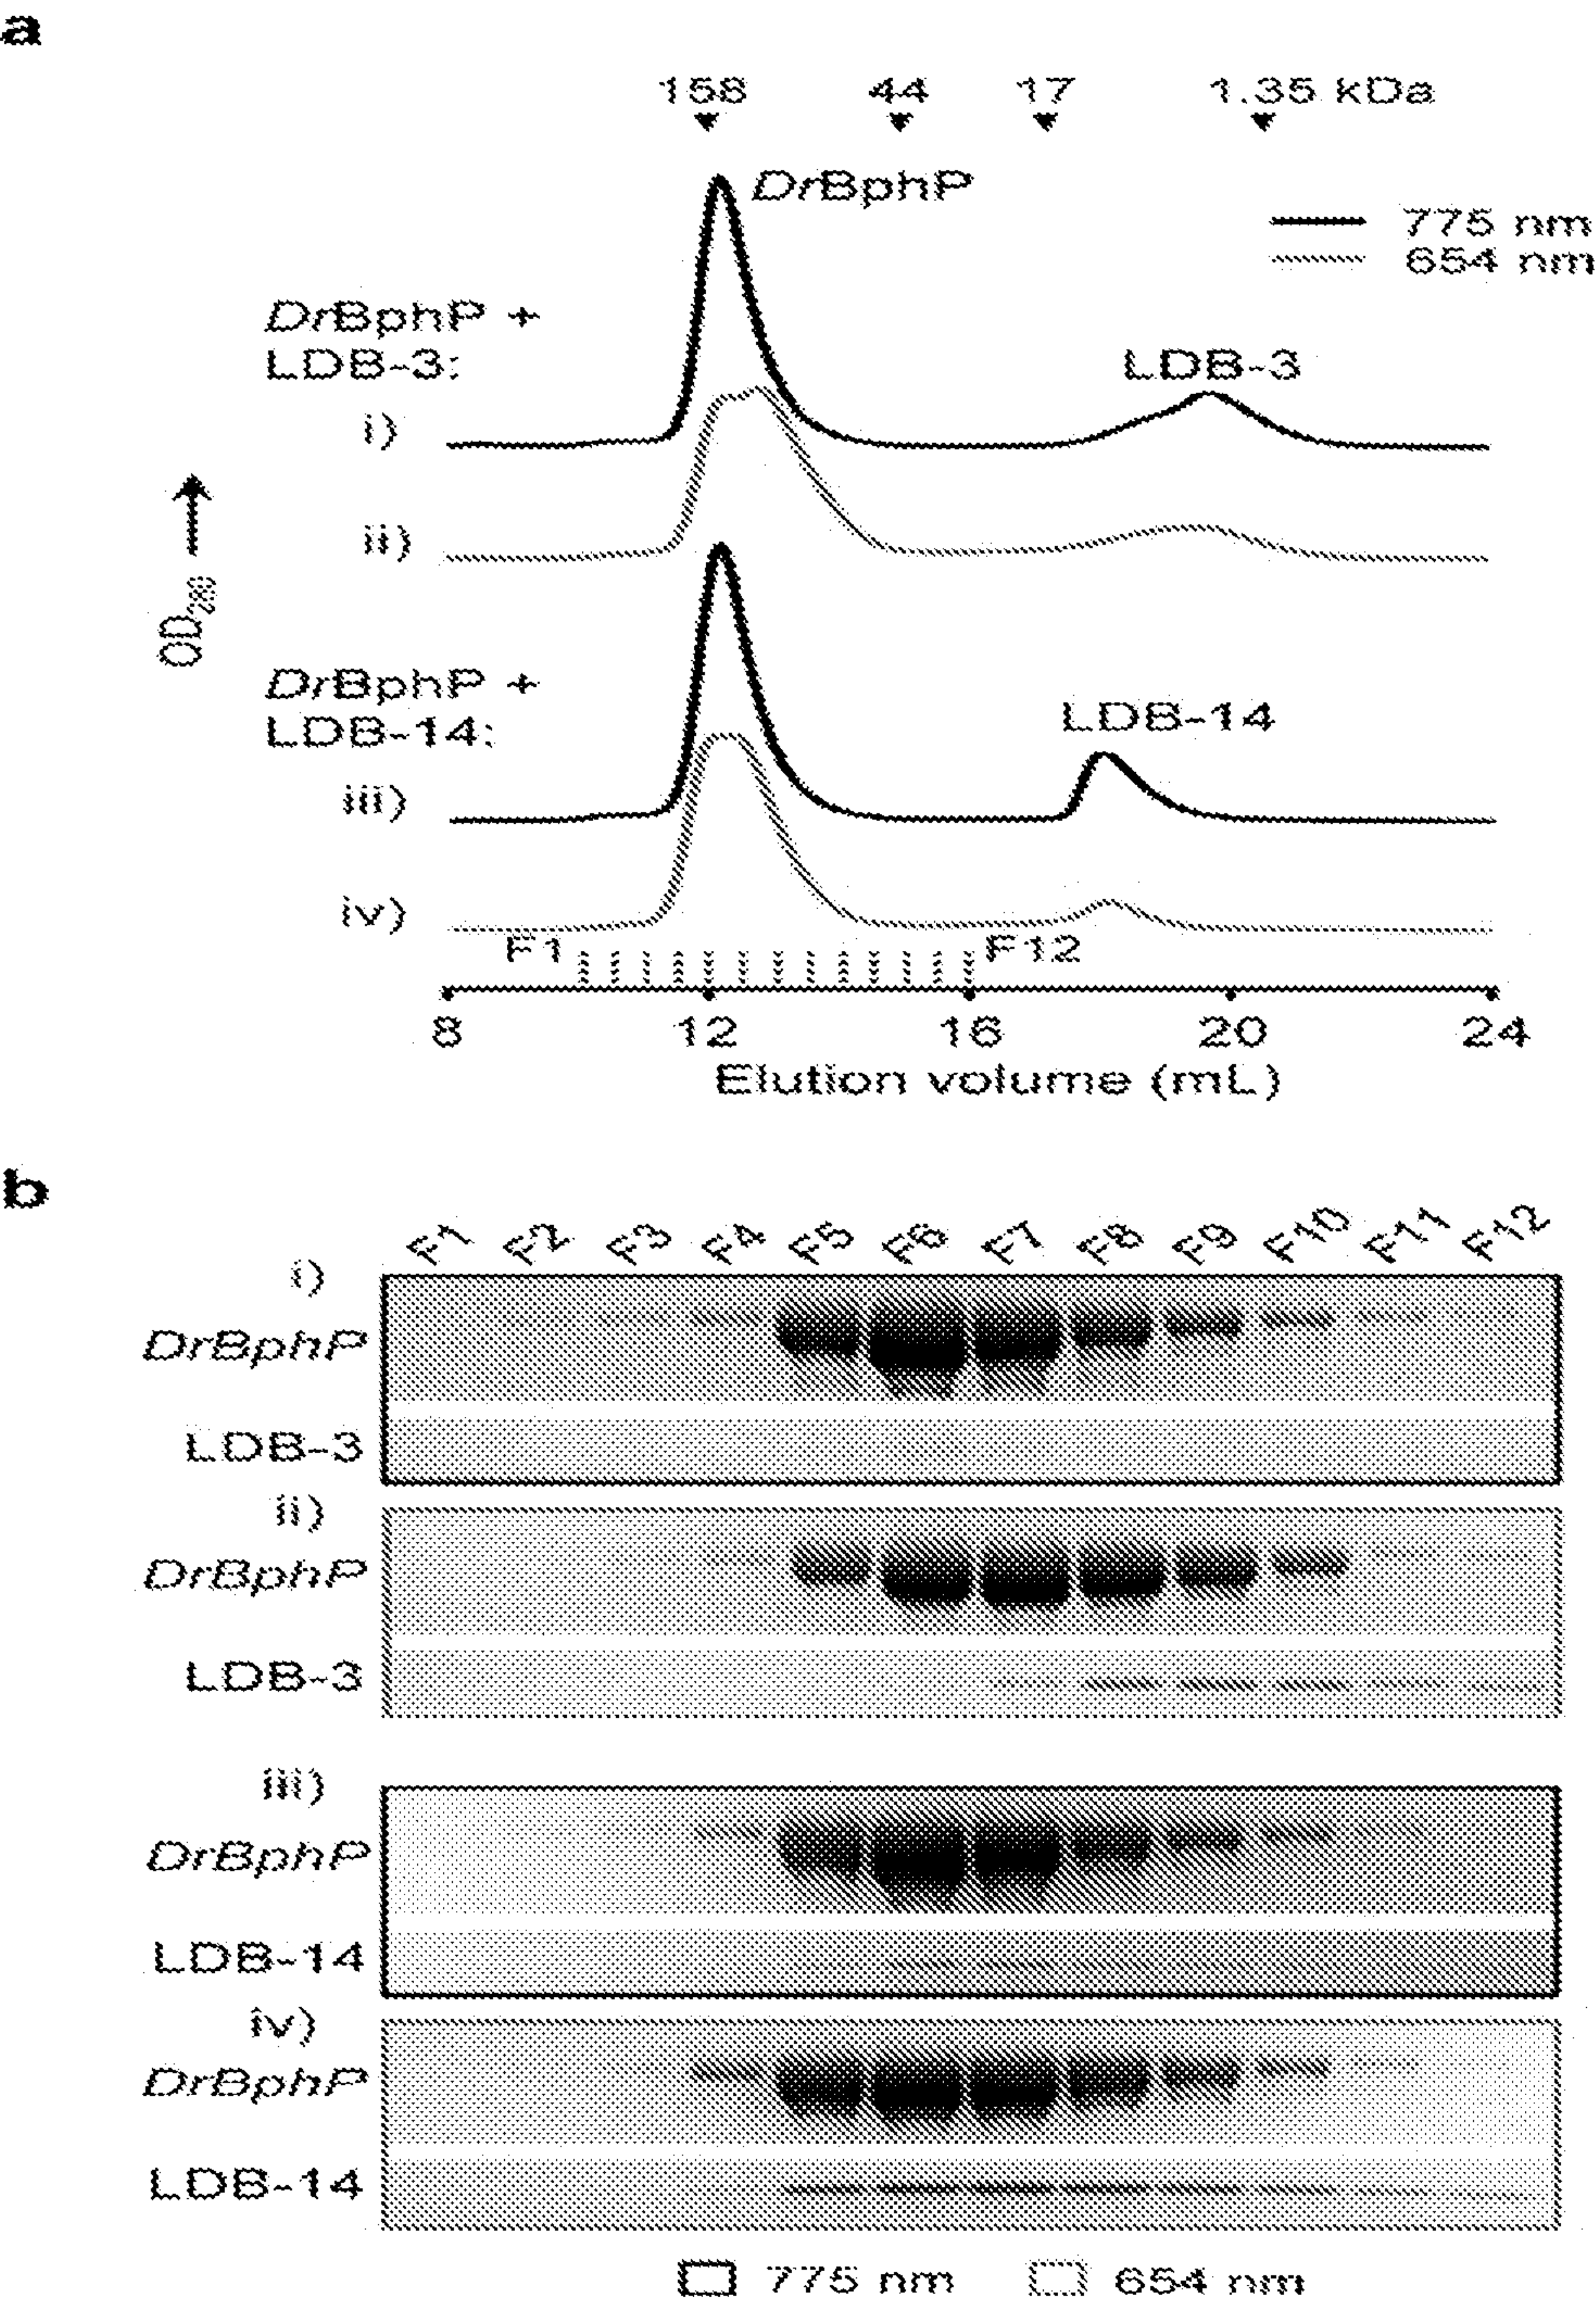 a
158 44 17 1.35 kDa
DrBphP
775 nm
654 nm
DrBphP +
LDB-3:
LDB-3
i)
ii)
OD280
DrBphP +
LDB-14:
LDB-14
iii)
iv)
F1 F12
8 12 16 20 24
Elution volume (mL)
b
F1 F2 F3 F4 F5 F6 F7 F8 F9 F10 F11 F12
i)
DrBphP
LDB-3
ii)
DrBphP
LDB-3
iii)
DrBphP
LDB-14
iv)
DrBphP
LDB-14
775 nm 654 nm